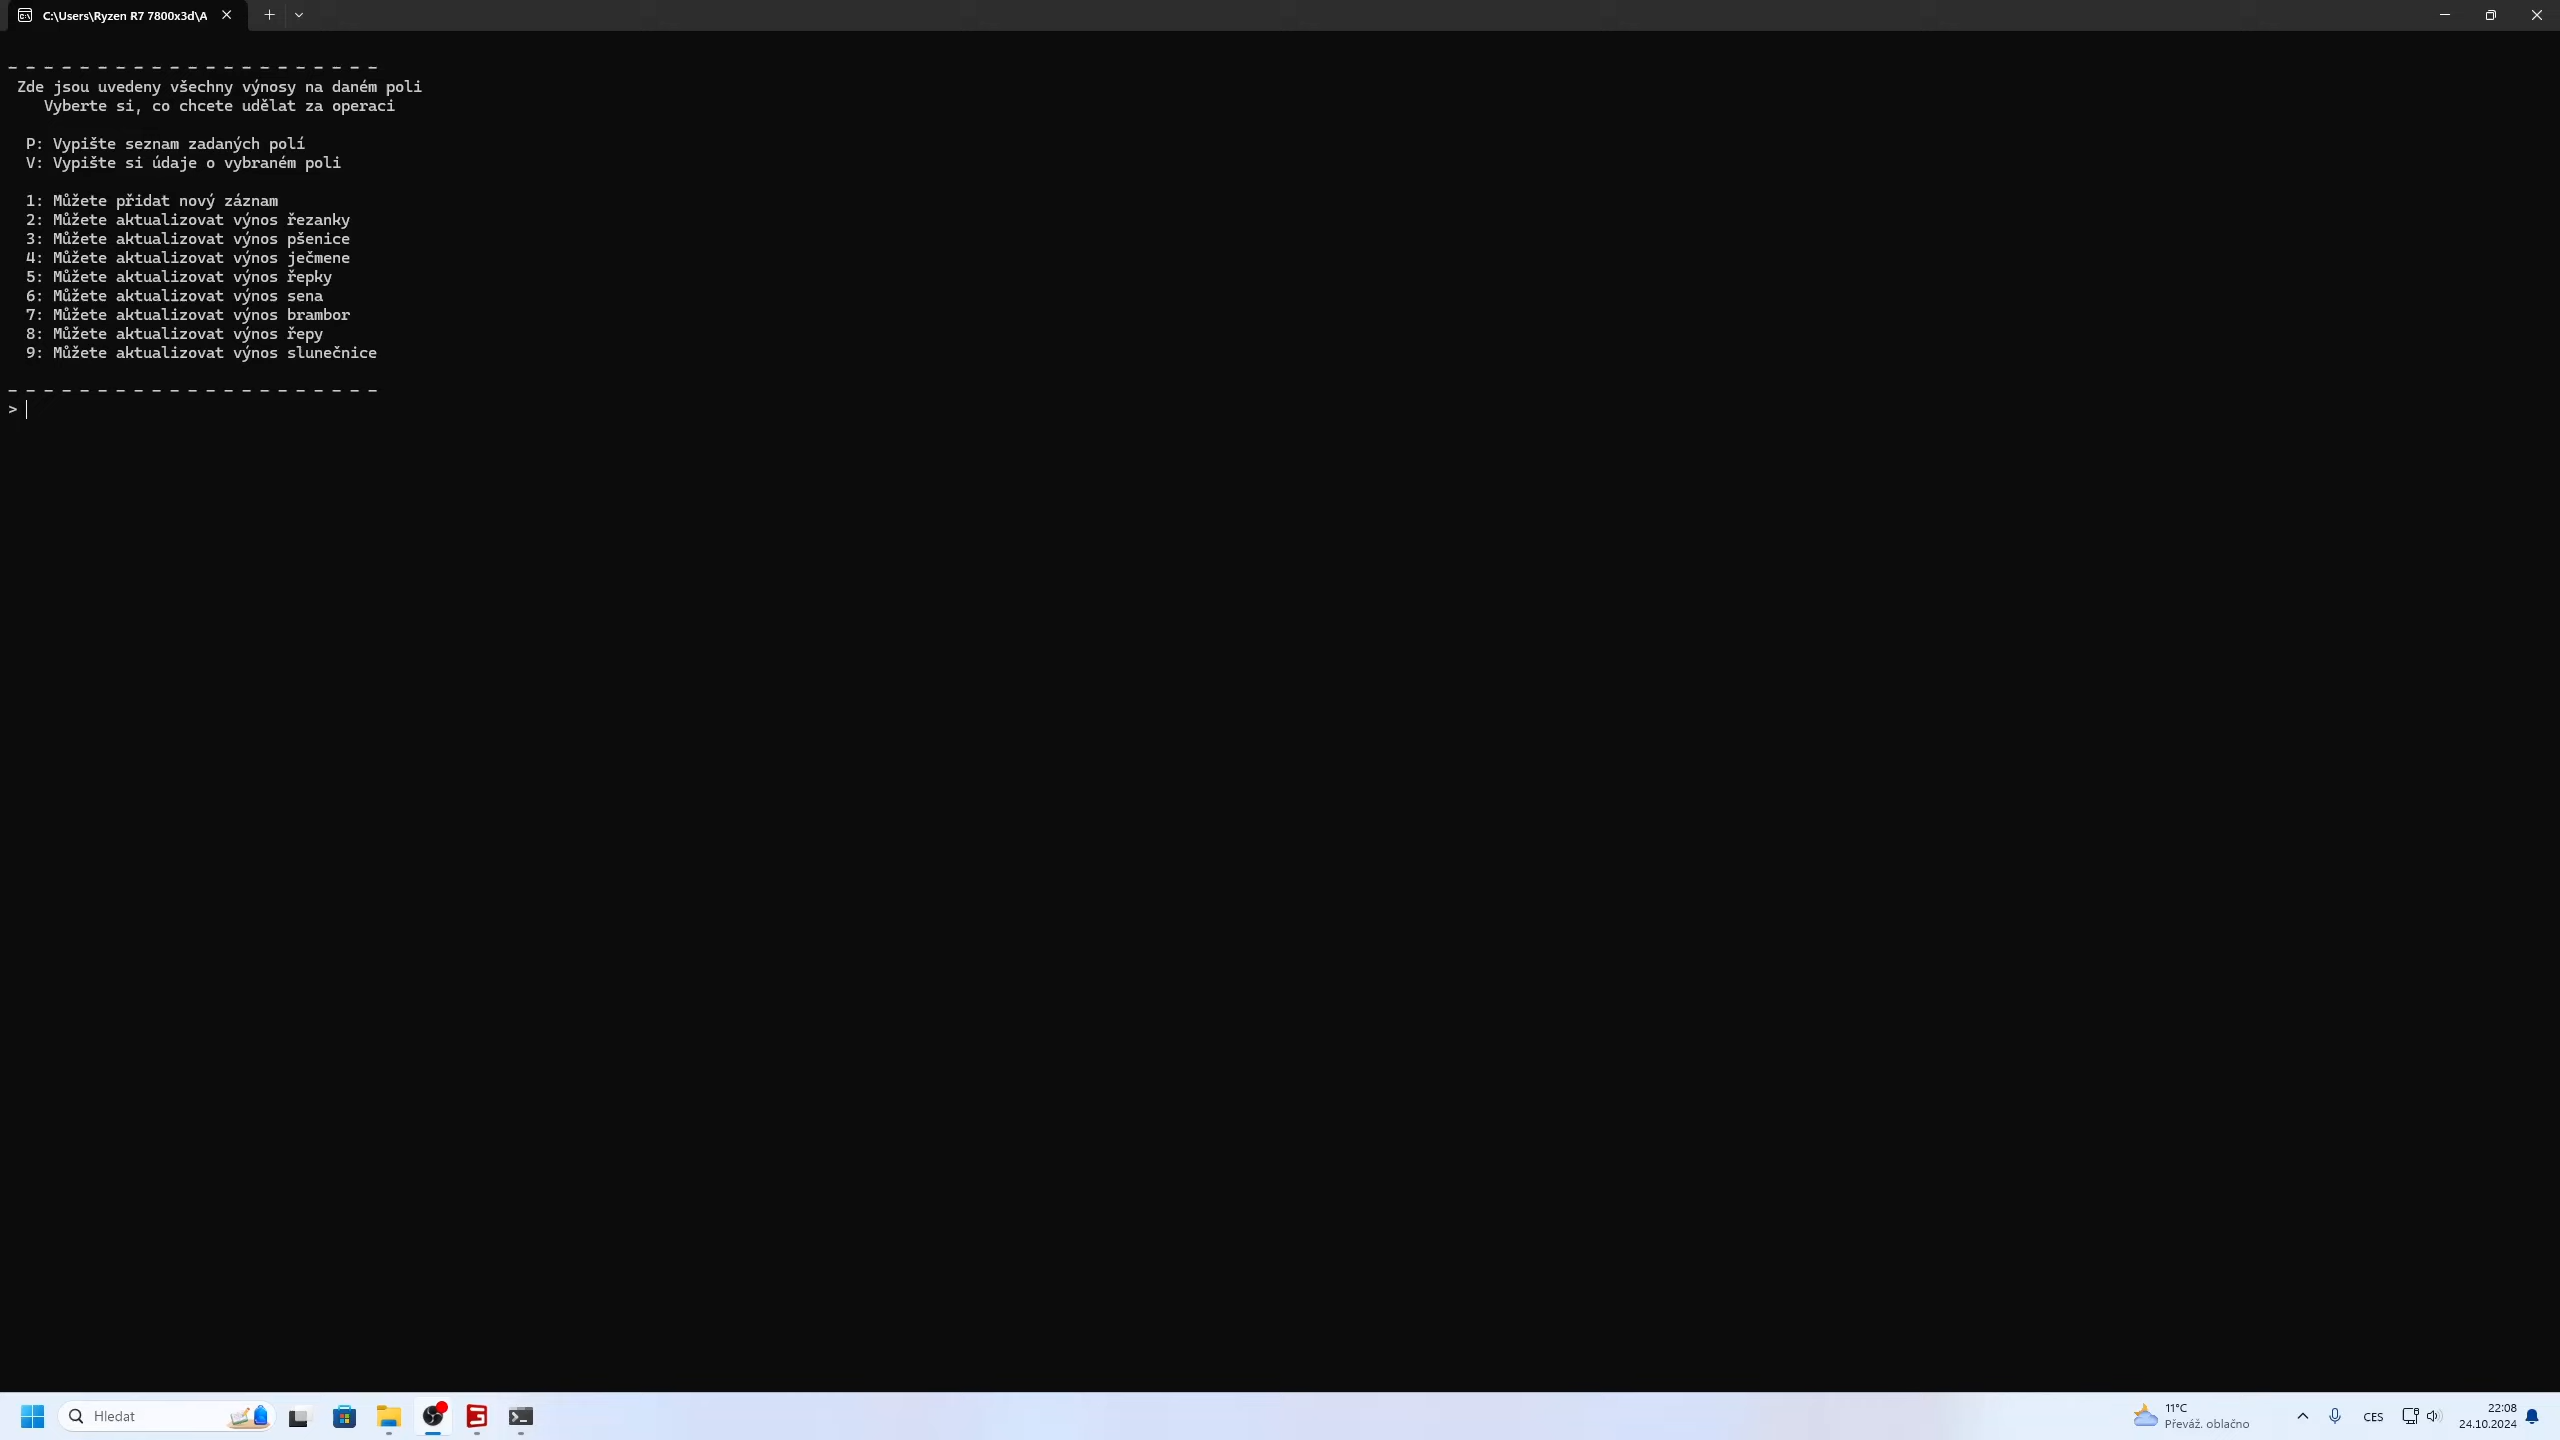 C:\Users\Ryzen R7 7800x3d\A
- - - - - - - - - - - - - - - - - - - - -
Zde jsou uvedeny všechny výnosy na daném poli
Vyberte si, co chcete udělat za operaci
P: Vypište seznam zadaných polí
V: Vypište si údaje o vybraném poli
1: Můžete přidat nový záznam
2: Můžete aktualizovat výnos řezanky
3: Můžete aktualizovat výnos pšenice
4: Můžete aktualizovat výnos ječmene
5: Můžete aktualizovat výnos řepky
6: Můžete aktualizovat výnos sena
7: Můžete aktualizovat výnos brambor
8: Můžete aktualizovat výnos řepy
9: Můžete aktualizovat výnos slunečnice
- - - - - - - - - - - - - - - - - - - - -
>
Hledat
11°C
Převáž. oblačno
CES
22:08
24.10.2024